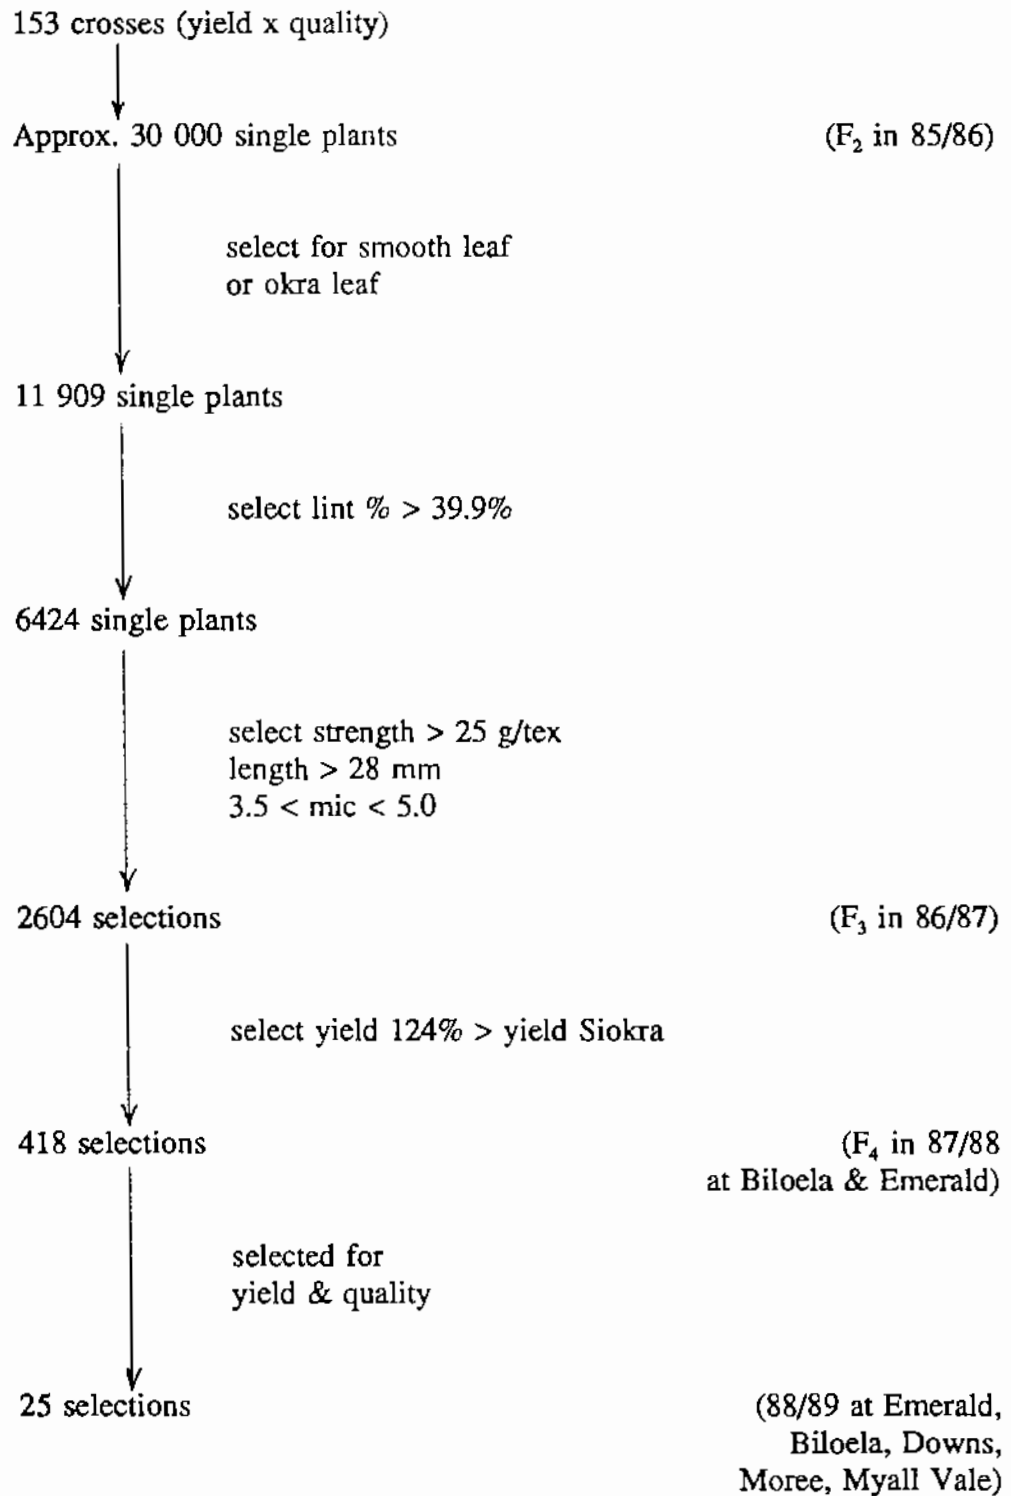 153 crosses (yield x quality)
Approx. 30 000 single plants (F₂ in 85/86)
select for smooth leaf
or okra leaf
11 909 single plants
select lint % > 39.9%
6424 single plants
select strength > 25 g/tex
length > 28 mm
3.5 < mic < 5.0
2604 selections (F₃ in 86/87)
select yield 124% > yield Siokra
418 selections (F₄ in 87/88
at Biloela & Emerald)
selected for
yield & quality
25 selections (88/89 at Emerald,
Biloela, Downs,
Moree, Myall Vale)